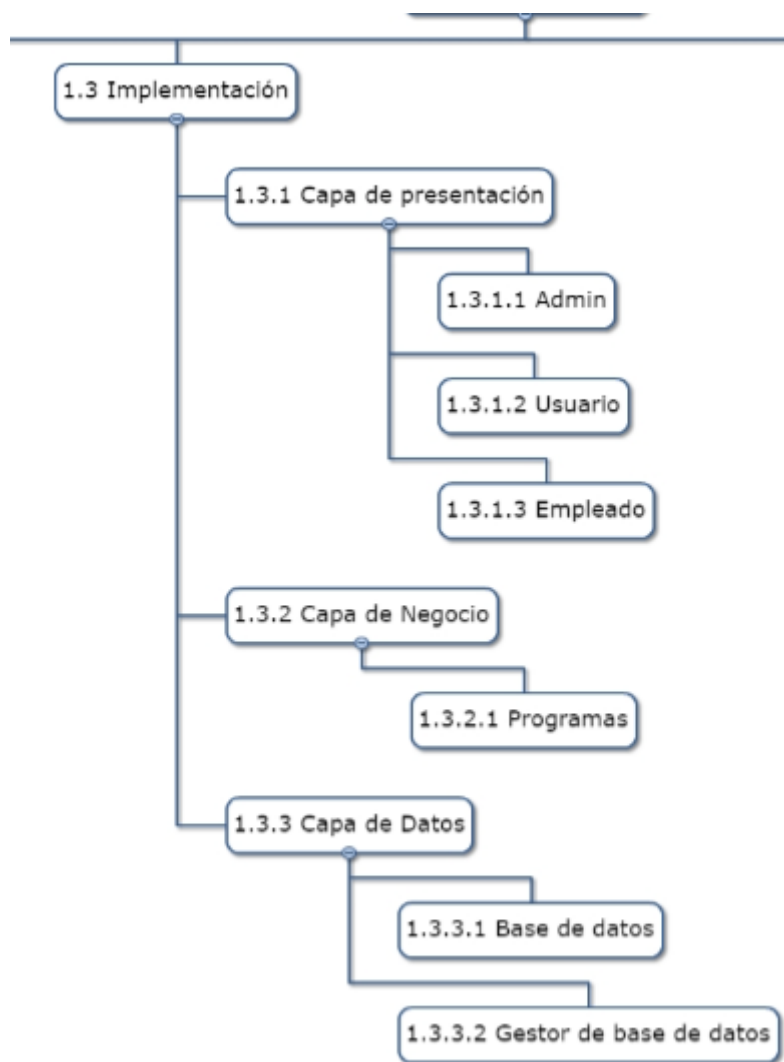 1.3 Implementación
1.3.1 Capa de presentación
1.3.1.1 Admin
1.3.1.2 Usuario
1.3.1.3 Empleado
1.3.2 Capa de Negocio
1.3.2.1 Programas
1.3.3 Capa de Datos
1.3.3.1 Base de datos
1.3.3.2 Gestor de base de datos